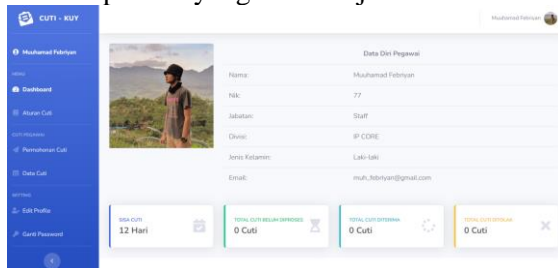 CUTI - KUY
Muuhamad Febriyan
Muuhamad Febriyan
MENU
Dashboard
Aturan Cuti
CUTI PEGAWAI
Permohonan Cuti
Data Cuti
SETTING
Edit Profile
Ganti Password
Data Diri Pegawai
Nama: Muuhamad Febriyan
Nik: 77
Jabatan: Staff
Divisi: IP CORE
Jenis Kelamin: Laki-laki
Email: muh_febriyan@gmail.com
SISA CUTI
12 Hari
TOTAL CUTI BELUM DIPROSES
0 Cuti
TOTAL CUTI DITERIMA
0 Cuti
TOTAL CUTI DITOLAK
0 Cuti